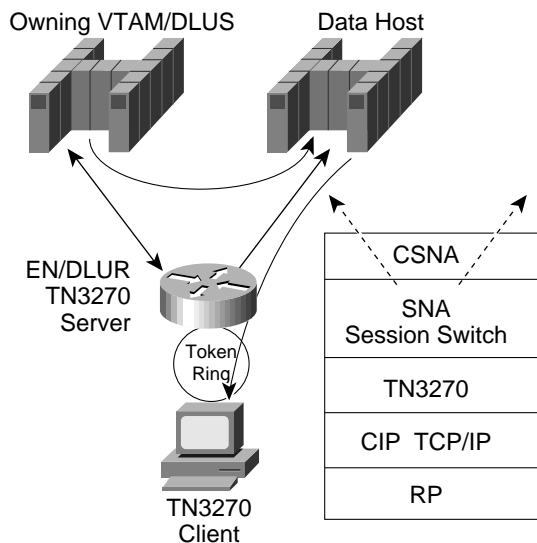 Owning VTAM/DLUS
Data Host
EN/DLUR
TN3270
Server
Token
Ring
TN3270
Client
CSNA
SNA
Session Switch
TN3270
CIP TCP/IP
RP